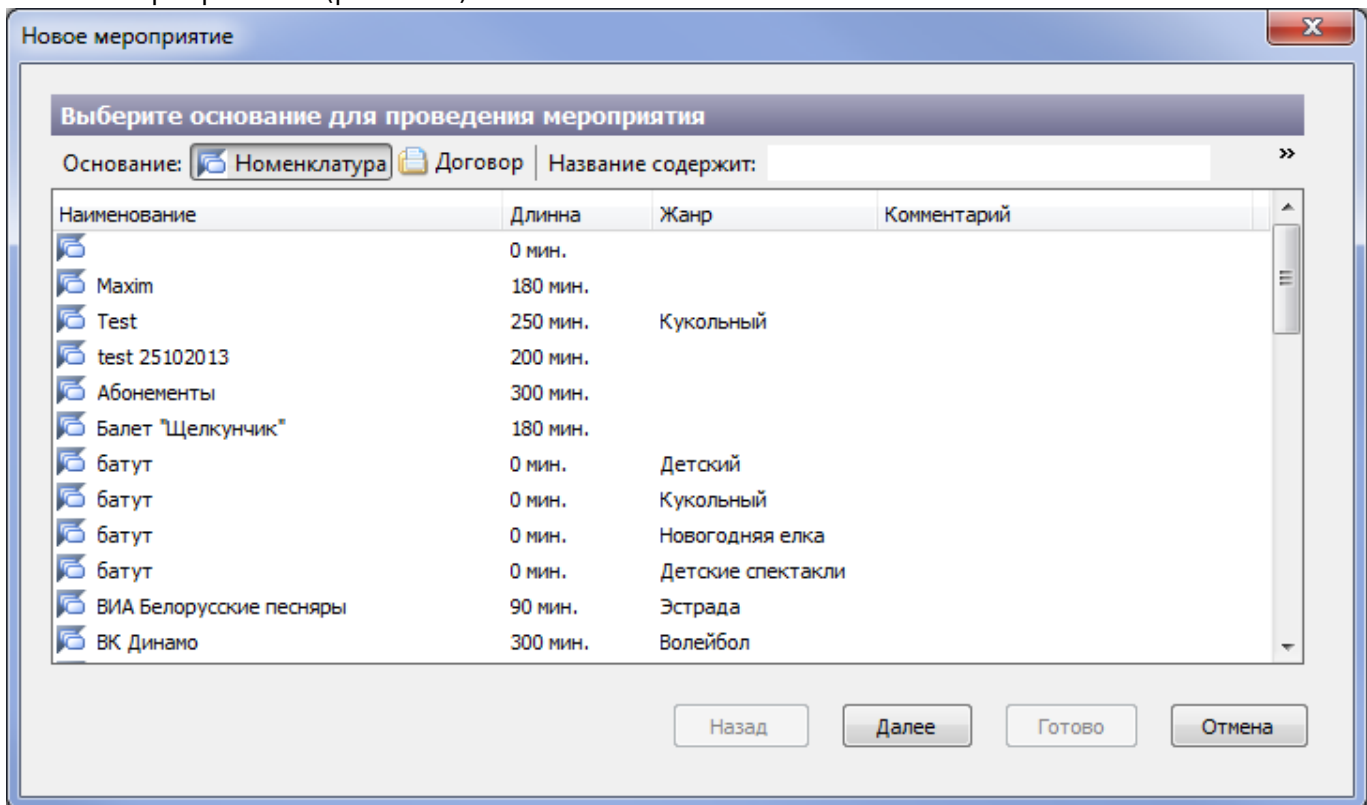 Новое мероприятие
Выберите основание для проведения мероприятия
Основание: Номенклатура Договор Название содержит: »
Наименование Длинна Жанр Комментарий
0 мин.
Maxim 180 мин.
Test 250 мин. Кукольный
test 25102013 200 мин.
Абонементы 300 мин.
Балет "Щелкунчик" 180 мин.
батут 0 мин. Детский
батут 0 мин. Кукольный
батут 0 мин. Новогодняя елка
батут 0 мин. Детские спектакли
ВИА Белорусские песняры 90 мин. Эстрада
ВК Динамо 300 мин. Волейбол
Назад Далее Готово Отмена